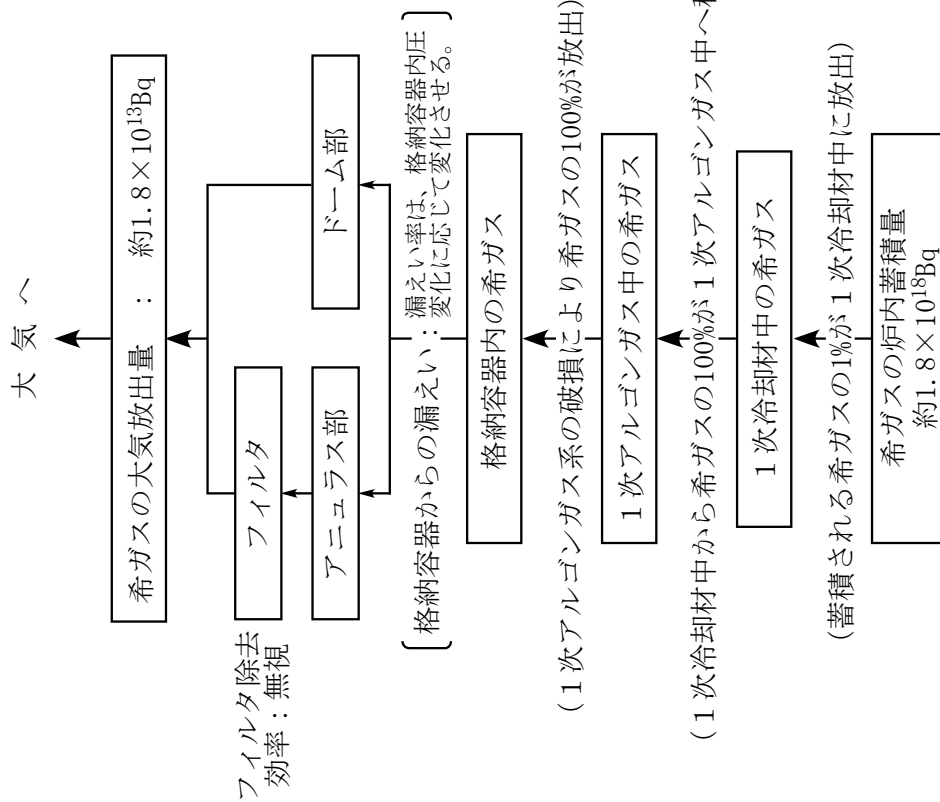 大 気 へ
希ガスの大気放出量 : 約1.8×10¹³Bq
フィルタ除去
効率：無視
フィルタ
アニュラス部
ドーム部
格納容器からの漏えい：漏えい率は、格納容器内圧
変化に応じて変化させる。
格納容器内の希ガス
(１次アルゴンガス系の破損により希ガスの100%が放出)
１次アルゴンガス中の希ガス
(１次冷却材中から希ガスの100%が１次アルゴンガス中へ
１次冷却材中の希ガス
(蓄積される希ガスの1%が１次冷却材中に放出)
希ガスの炉内蓄積量
約1.8×10¹⁸Bq